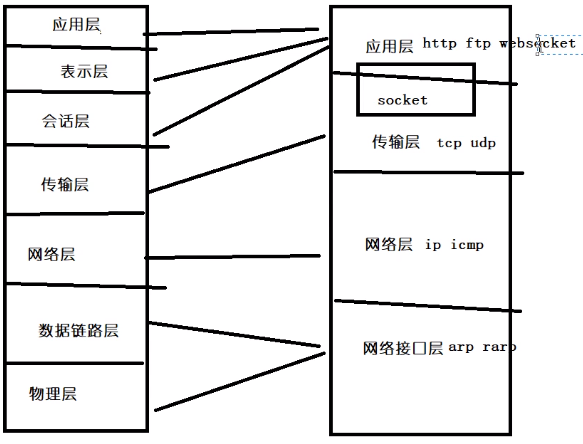 应用层
表示层
会话层
传输层
网络层
数据链路层
物理层
应用层 http ftp websocket
socket
传输层 tcp udp
网络层 ip icmp
网络接口层 arp rarp